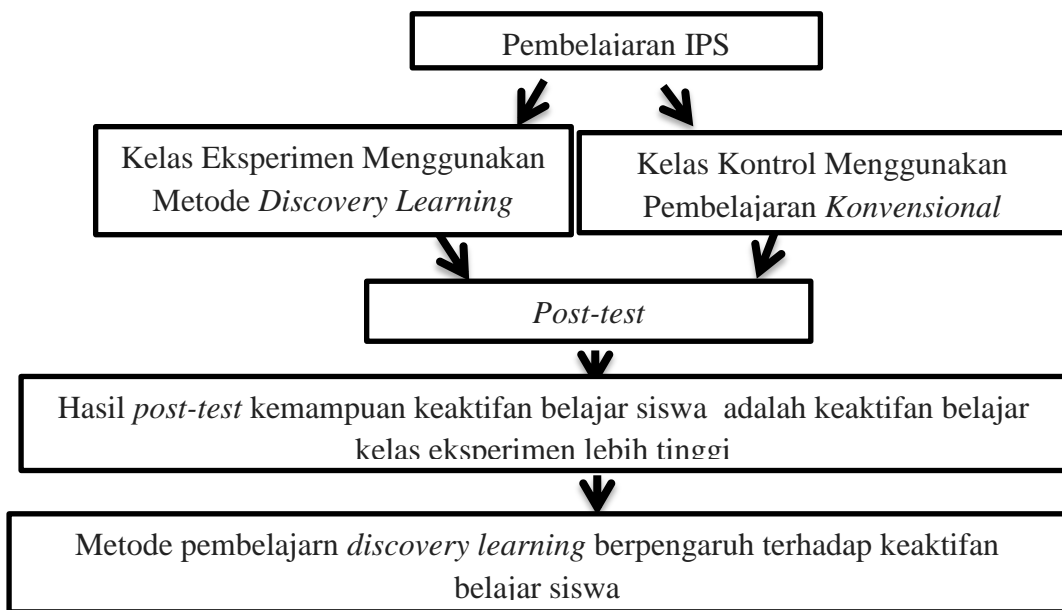 Pembelajaran IPS
Kelas Eksperimen Menggunakan
Metode Discovery Learning
Kelas Kontrol Menggunakan
Pembelajaran Konvensional
Post-test
Hasil post-test kemampuan keaktifan belajar siswa  adalah keaktifan belajar
kelas eksperimen lebih tinggi
Metode pembelajarn discovery learning berpengaruh terhadap keaktifan
belajar siswa